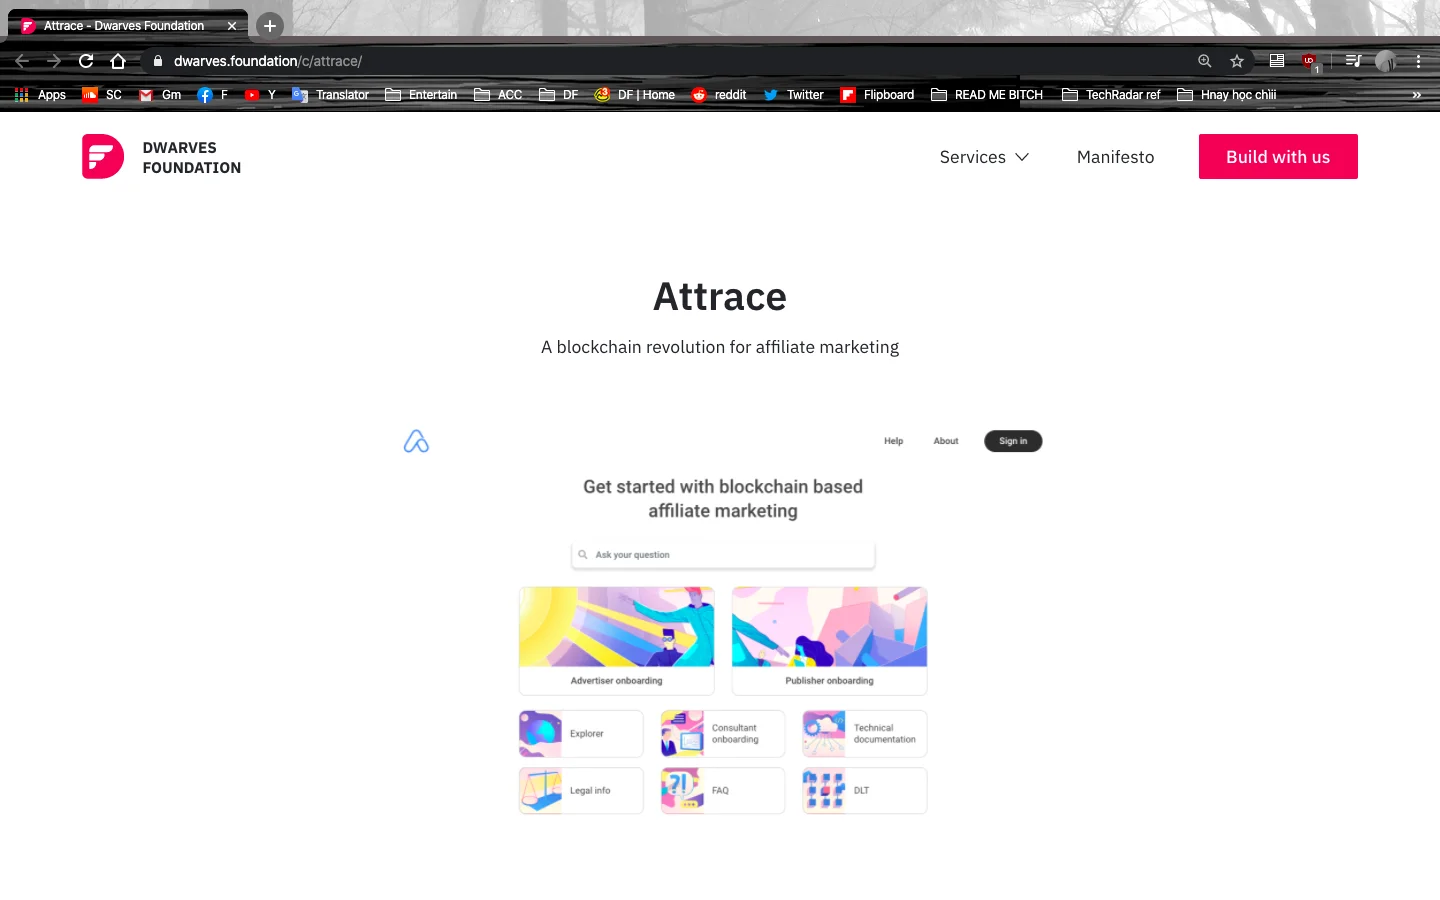 Attrace - Dwarves Foundation
dwarves.foundation/c/attrace/
1
Apps SC Gm F Y Translator Entertain ACC DF DF | Home reddit Twitter Flipboard READ ME BITCH TechRadar ref Hnay học chìii
DWARVES
FOUNDATION
Services Manifesto Build with us
Attrace
A blockchain revolution for affiliate marketing
Help About Sign in
Get started with blockchain based
affiliate marketing
Ask your question
Advertiser onboarding Publisher onboarding
Explorer
Consultant
onboarding
Technical
documentation
Legal info
?!
FAQ
DLT